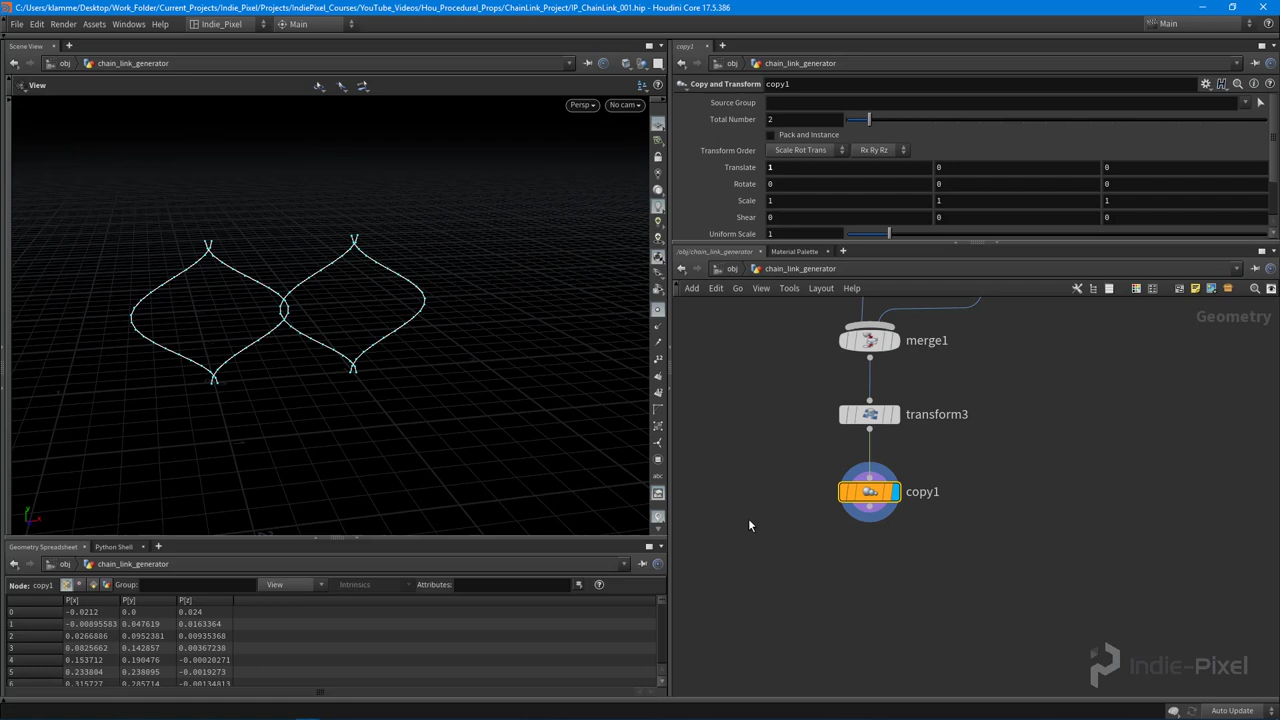 C:/Users/klamme/Desktop/Work_Folder/Current_Projects/Indie_Pixel/Projects/IndiePixel_Courses/YouTube_Videos/Hou_Procedural_Props/ChainLink_Project/IP_ChainLink_001.hip - Houdini Core 17.5.386
File Edit Render Assets Windows Help Indie_Pixel Main Main
Scene View
obj chain_link_generator
View
Persp No cam
abc
Geometry Spreadsheet Python Shell
obj chain_link_generator
Node: copy1 Group: View Intrinsics Attributes:
P[x] P[y] P[z]
0 -0.0212 0.0 0.024
1 -0.00895583 0.047619 0.0163364
2 0.0266886 0.0952381 0.00935368
3 0.0825662 0.142857 0.00367238
4 0.153712 0.190476 -0.00020271
5 0.233804 0.238095 -0.0019273
6 0.315727 0.285714 -0.00134813
copy1
obj chain_link_generator
Copy and Transform copy1
Source Group
Total Number 2
Pack and Instance
Transform Order Scale Rot Trans Rx Ry Rz
Translate 1 0 0
Rotate 0 0 0
Scale 1 1 1
Shear 0 0 0
Uniform Scale 1
/obj/chain_link_generator Material Palette
obj chain_link_generator
Add Edit Go View Tools Layout Help
Geometry
merge1
transform3
copy1
Indie-Pixel
Auto Update